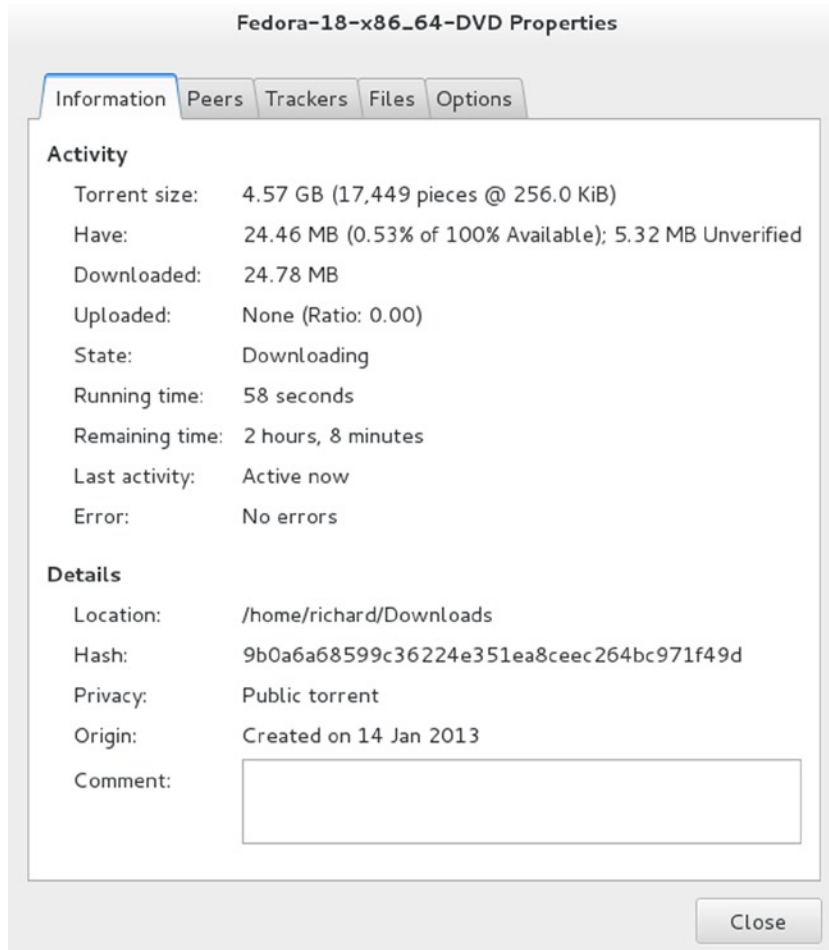 Fedora-18-x86_64-DVD Properties
Information Peers Trackers Files Options
Activity
Torrent size: 4.57 GB (17,449 pieces @ 256.0 KiB)
Have: 24.46 MB (0.53% of 100% Available); 5.32 MB Unverified
Downloaded: 24.78 MB
Uploaded: None (Ratio: 0.00)
State: Downloading
Running time: 58 seconds
Remaining time: 2 hours, 8 minutes
Last activity: Active now
Error: No errors
Details
Location: /home/richard/Downloads
Hash: 9b0a6a68599c36224e351ea8ceec264bc971f49d
Privacy: Public torrent
Origin: Created on 14 Jan 2013
Comment:
Close